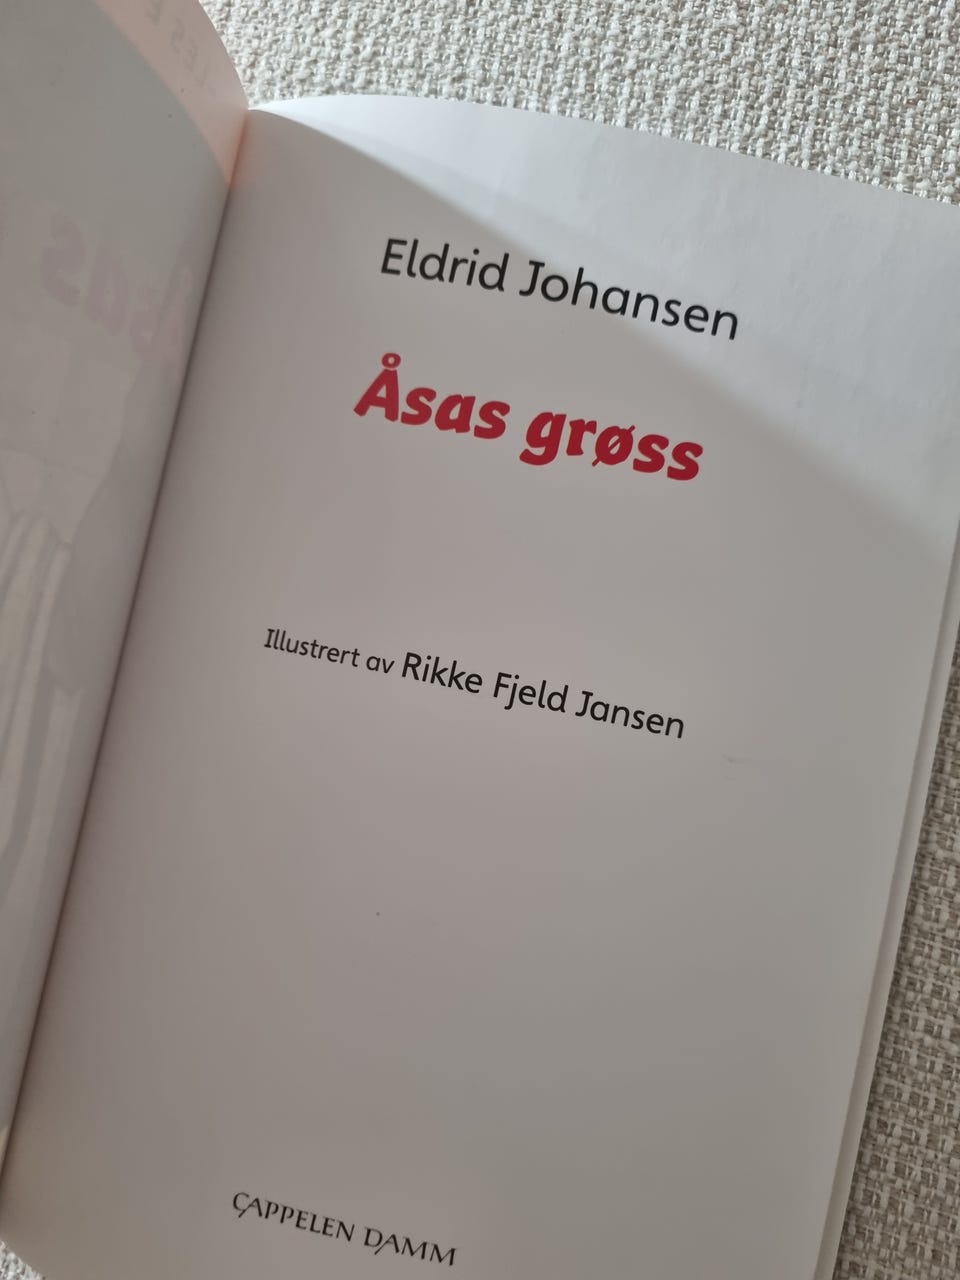 Eldrid Johansen
Åsas grøss
Illustrert av Rikke Fjeld Jansen
CAPPELEN DAMM